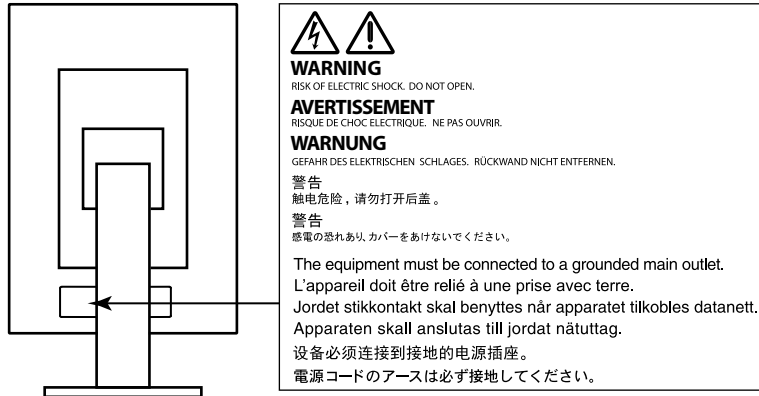 WARNING
RISK OF ELECTRIC SHOCK. DO NOT OPEN.
AVERTISSEMENT
RISQUE DE CHOC ELECTRIQUE. NE PAS OUVRIR.
WARNUNG
GEFAHR DES ELEKTRISCHEN SCHLAGES. RÜCKWAND NICHT ENTFERNEN.
警告
触电危险，请勿打开后盖。
警告
感電の恐れあり、カバーをあけないでください。
The equipment must be connected to a grounded main outlet.
L'appareil doit être relié à une prise avec terre.
Jordet stikkontakt skal benyttes når apparatet tilkobles datanett.
Apparaten skall anslutas till jordat nätuttag.
设备必须连接到接地的电源插座。
電源コードのアースは必ず接地してください。